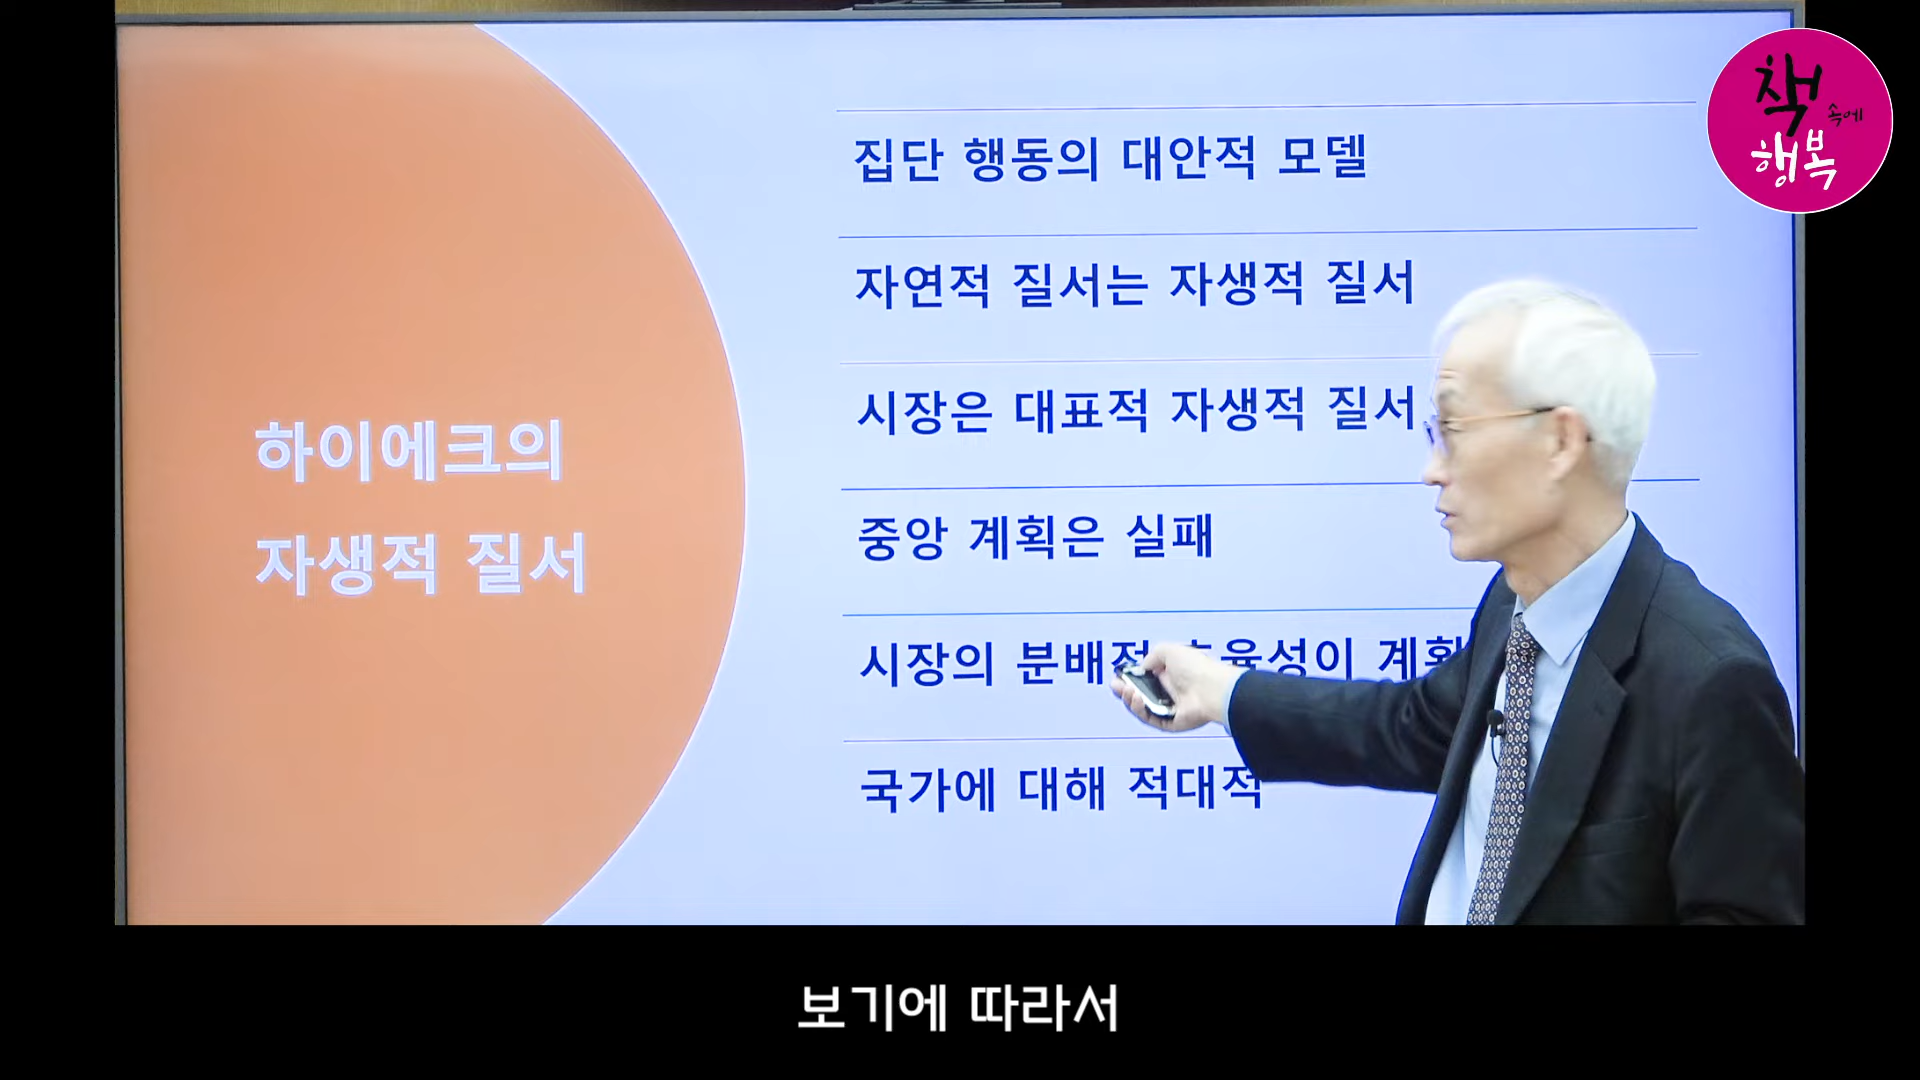 책
속에
행복
하이에크의
자생적 질서
집단 행동의 대안적 모델
자연적 질서는 자생적 질서
시장은 대표적 자생적 질서
중앙 계획은 실패
시장의
국가에 대해 적대적
보기에 따라서